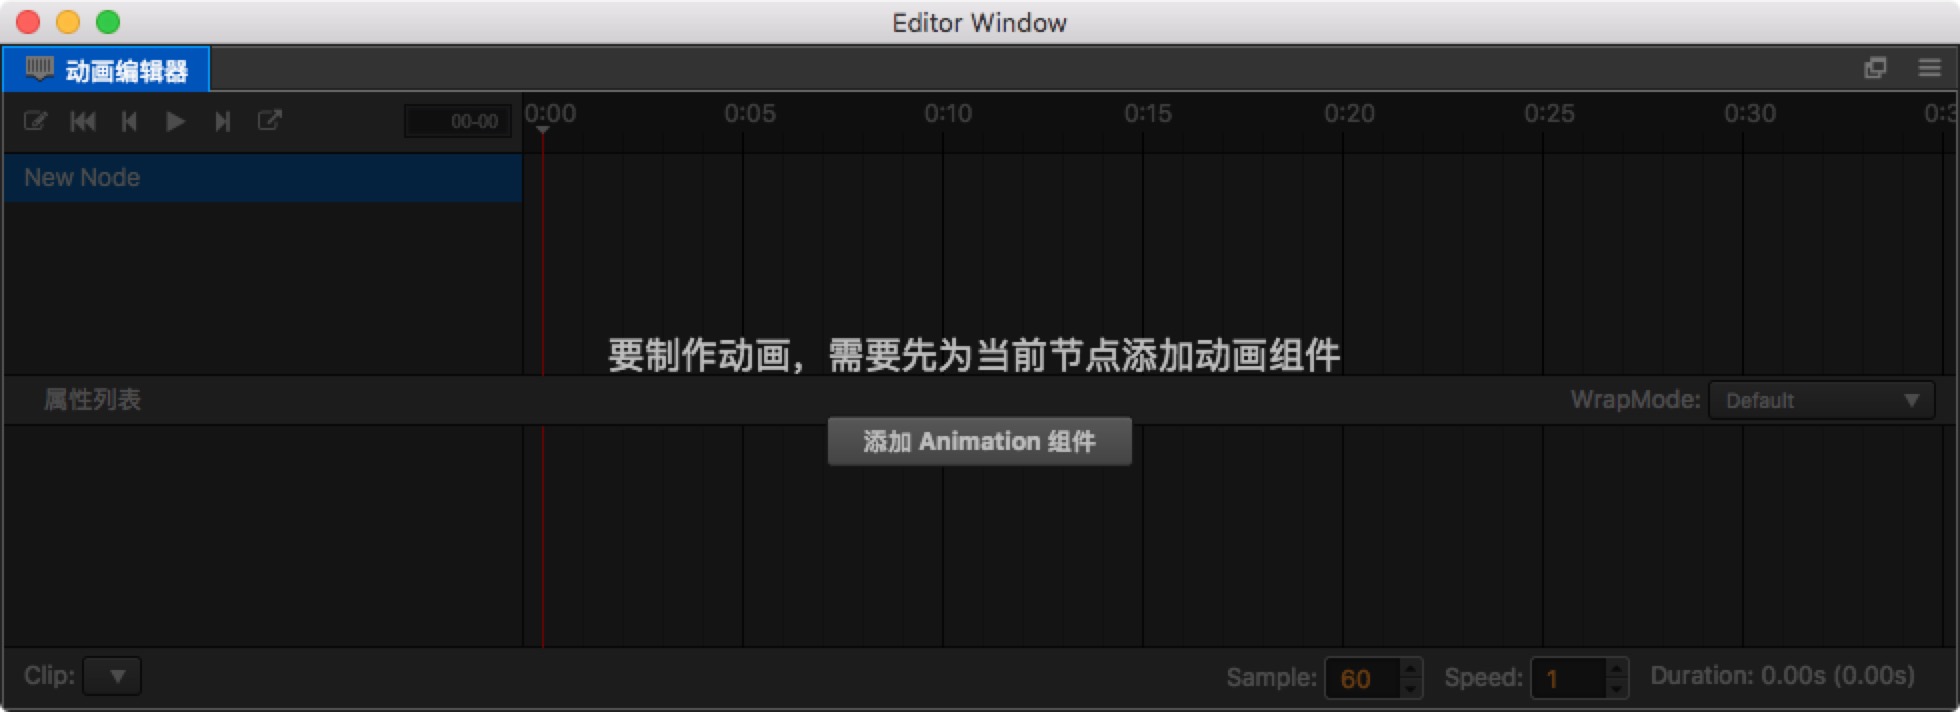 Editor Window
动画编辑器
00-00
0:00 0:05 0:10 0:15 0:20 0:25 0:30
New Node
要制作动画，需要先为当前节点添加动画组件
属性列表
WrapMode: Default
添加 Animation 组件
Clip:
Sample: 60 Speed: 1 Duration: 0.00s (0.00s)